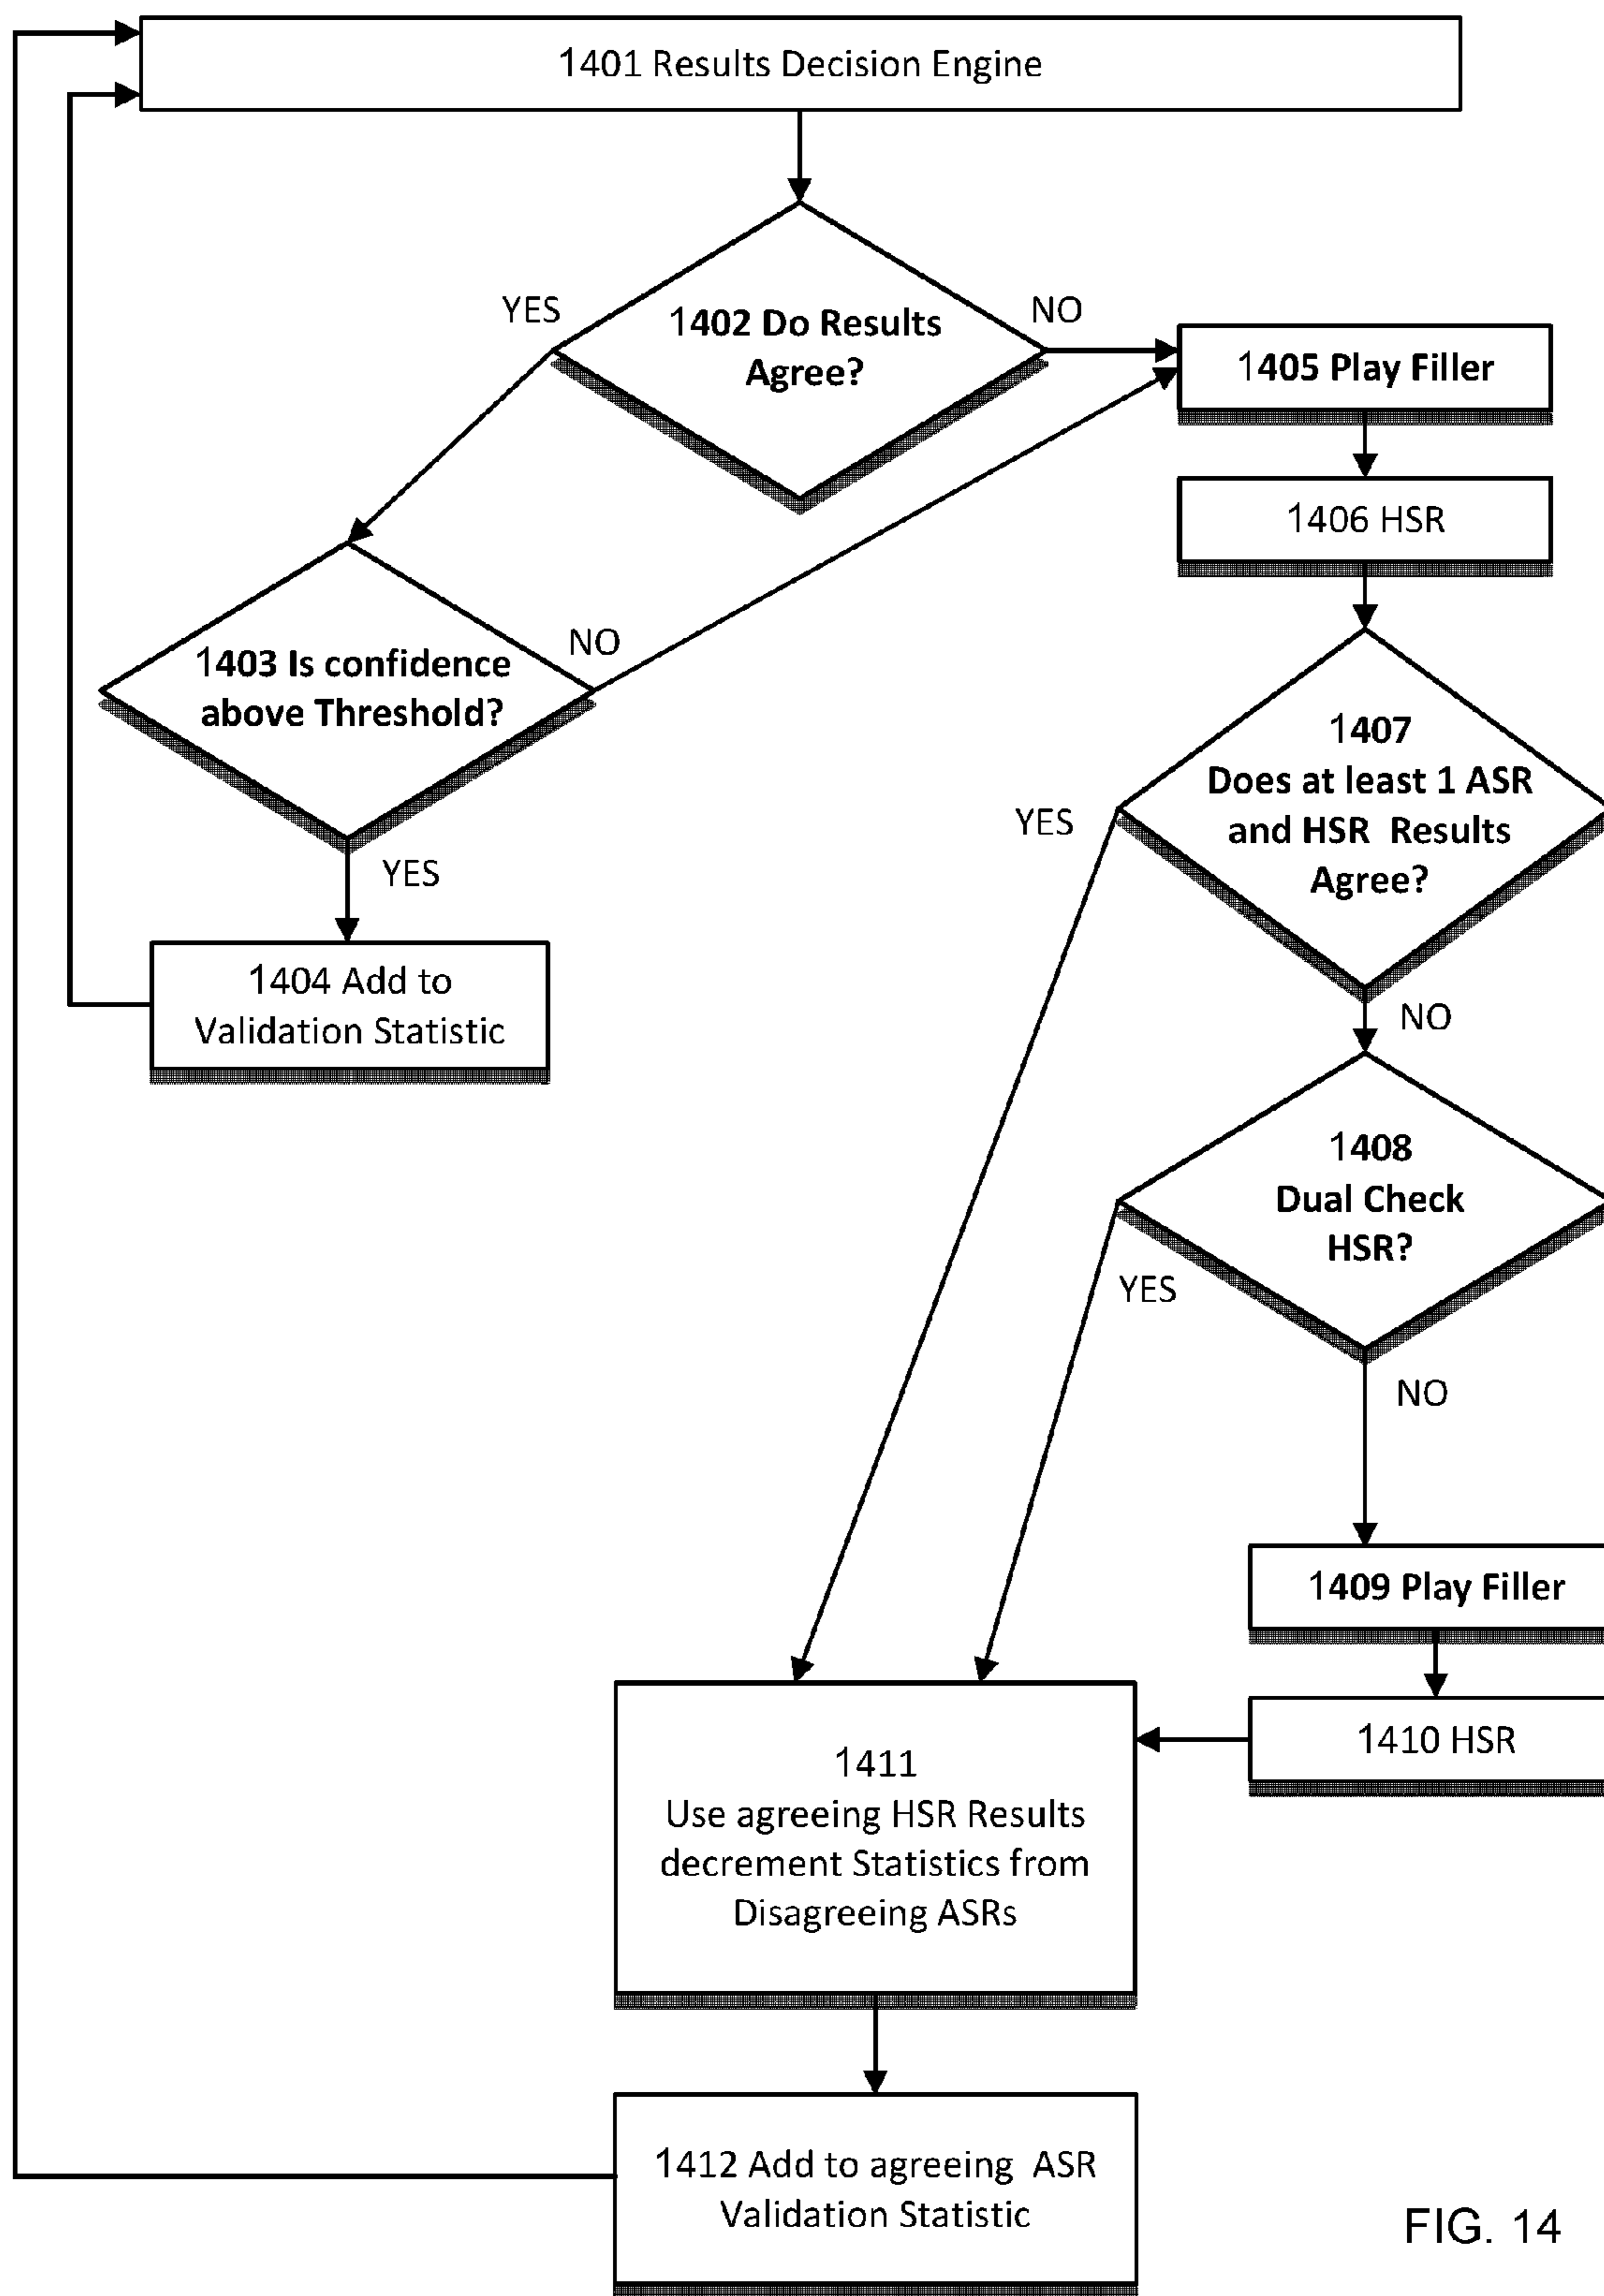 1401 Results Decision Engine
YES
1402 Do Results
Agree?
NO
1405 Play Filler
1406 HSR
1403 Is confidence
above Threshold?
NO
YES
1404 Add to
Validation Statistic
1407
Does at least 1 ASR
and HSR Results
Agree?
YES
NO
1408
Dual Check
HSR?
YES
NO
1409 Play Filler
1410 HSR
1411
Use agreeing HSR Results
decrement Statistics from
Disagreeing ASRs
1412 Add to agreeing ASR
Validation Statistic
FIG. 14